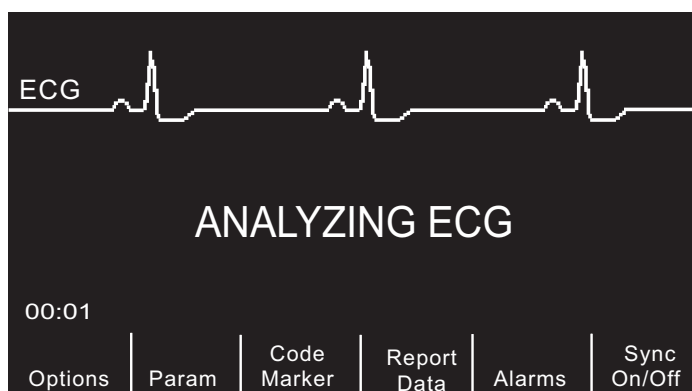 ECG
ANALYZING ECG
00:01
Options
Param
Code
Marker
Report
Data
Alarms
Sync
On/Off